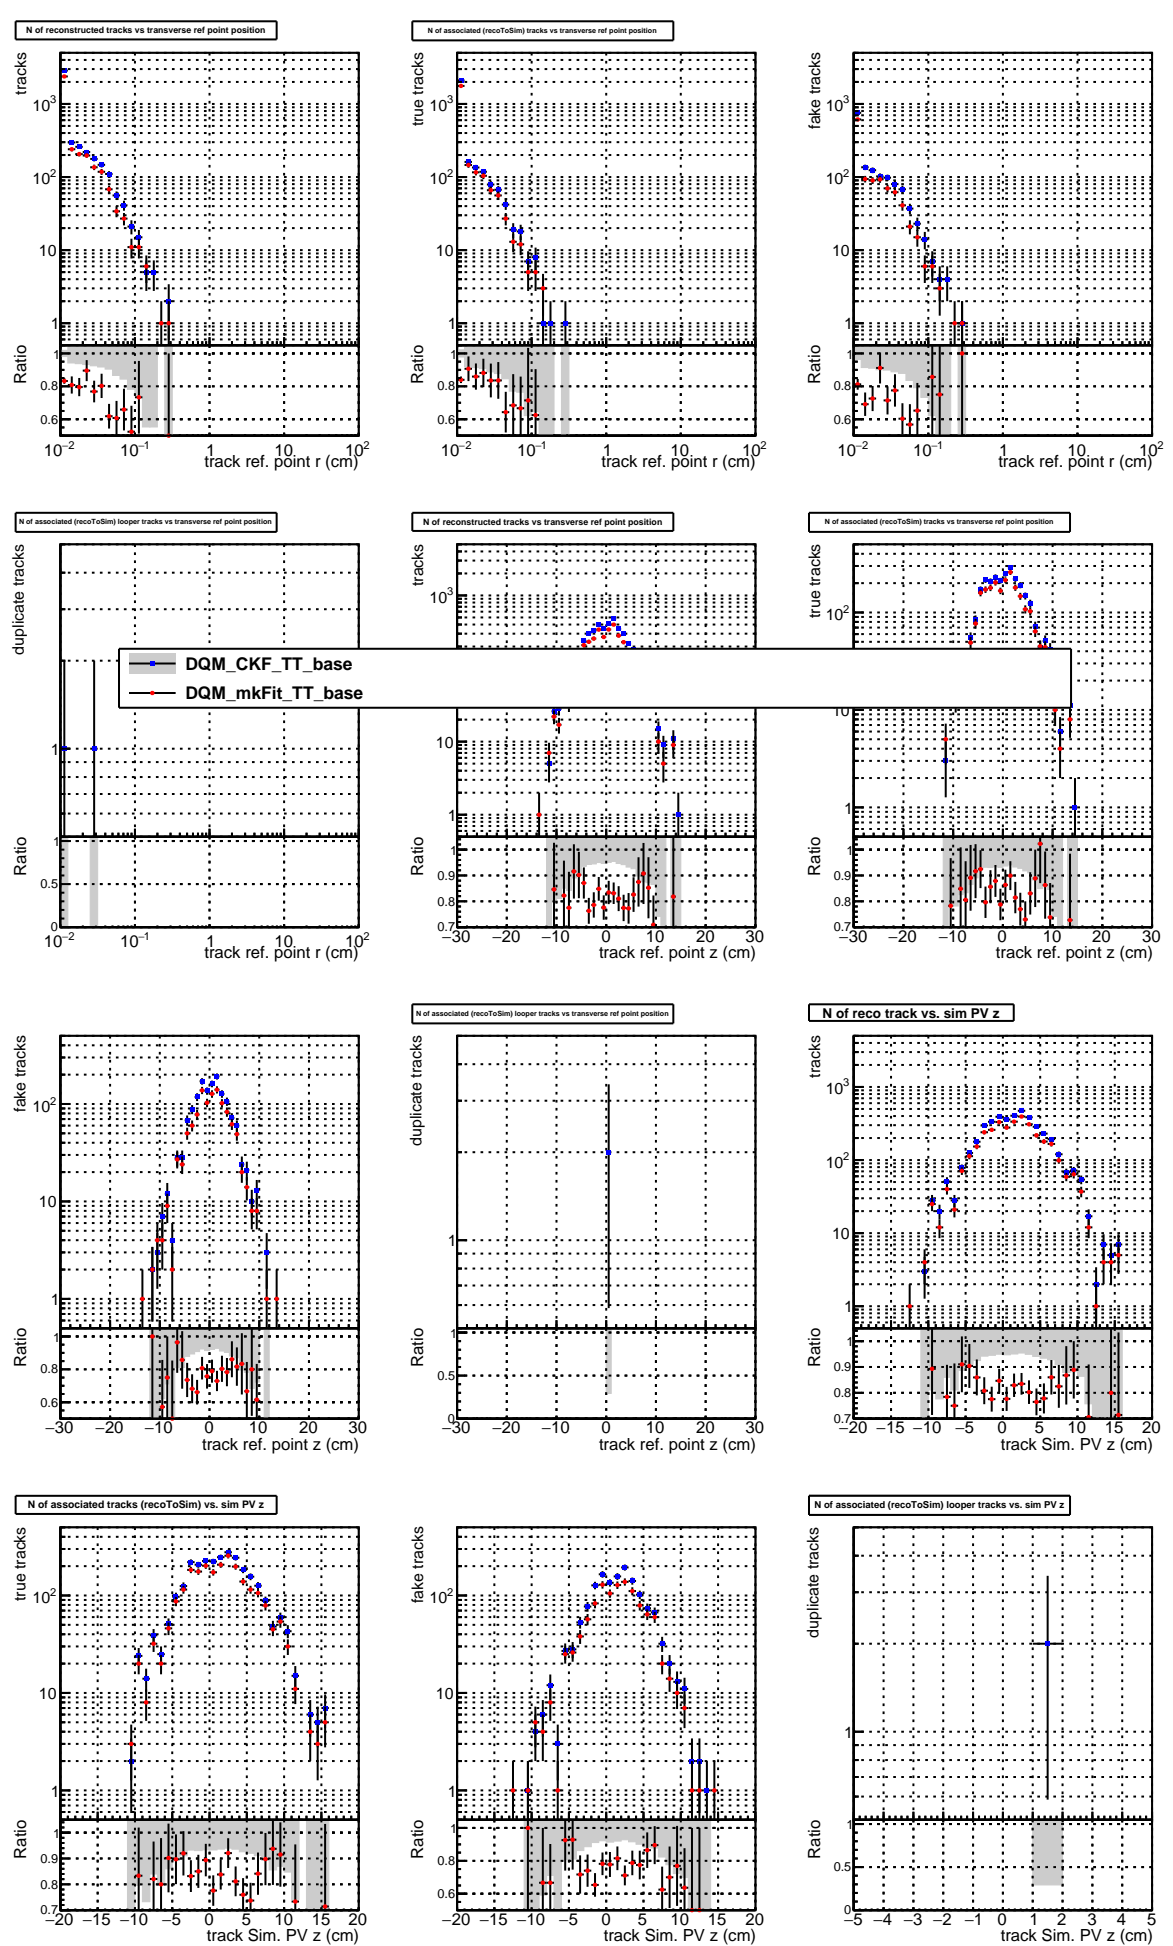 N of reconstructed tracks vs transverse ref point position
N of associated (recoToSim) tracks vs transverse ref point position
tracks
10³
10²
10
1
Ratio
1
0.8
0.6
10⁻² 10⁻¹ 1 10 10²
track ref. point r (cm)
true tracks
10³
10²
10
1
Ratio
1
0.8
0.6
10⁻² 10⁻¹ 1 10 10²
track ref. point r (cm)
fake tracks
10³
10²
10
1
Ratio
1
0.8
0.6
10⁻² 10⁻¹ 1 10 10²
track ref. point r (cm)
N of associated (recoToSim) looper tracks vs transverse ref point position
N of reconstructed tracks vs transverse ref point position
N of associated (recoToSim) tracks vs transverse ref point position
DQM_CKF_TT_base
DQM_mkFit_TT_base
duplicate tracks
1
Ratio
1
0.5
0
10⁻² 10⁻¹ 1 10 10²
track ref. point r (cm)
tracks
10³
10
1
Ratio
1
0.9
0.8
0.7
−30 −20 −10 0 10 20 30
track ref. point z (cm)
true tracks
10²
10
1
Ratio
1
0.9
0.8
0.7
−30 −20 −10 0 10 20 30
track ref. point z (cm)
N of associated (recoToSim) looper tracks vs transverse ref point position
N of reco track vs. sim PV z
fake tracks
10²
10
1
Ratio
1
0.8
0.6
−30 −20 −10 0 10 20 30
track ref. point z (cm)
duplicate tracks
1
Ratio
1
0.5
0
−30 −20 −10 0 10 20 30
track ref. point z (cm)
tracks
10³
10²
10
1
Ratio
1
0.9
0.8
0.7
−20 −15 −10 −5 0 5 10 15 20
track Sim. PV z (cm)
N of associated tracks (recoToSim) vs. sim PV z
N of associated (recoToSim) looper tracks vs. sim PV z
true tracks
10²
10
1
Ratio
1
0.9
0.8
0.7
−20 −15 −10 −5 0 5 10 15 20
track Sim. PV z (cm)
fake tracks
10²
10
1
Ratio
1
0.8
0.6
−20 −15 −10 −5 0 5 10 15 20
track Sim. PV z (cm)
duplicate tracks
1
Ratio
1
0.5
0
−5 −4 −3 −2 −1 0 1 2 3 4 5
track Sim. PV z (cm)